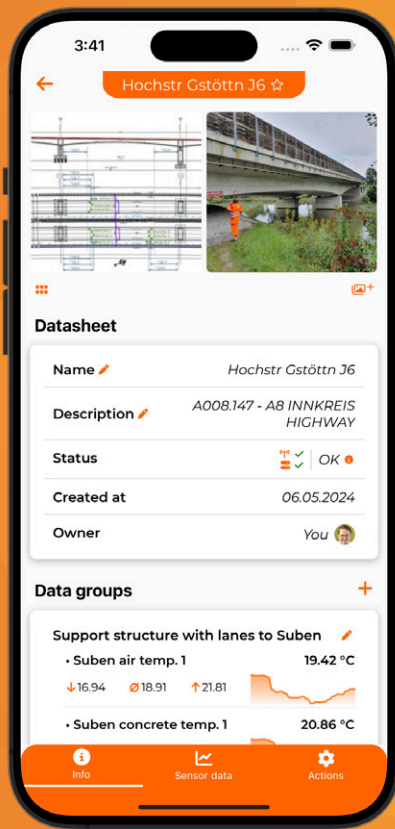 3:41
Hochstr Gstöttn J6 ☆
Datasheet
Name
Hochstr Gstöttn J6
Description
A008.147 - A8 INNKREIS
HIGHWAY
Status
OK
Created at
06.05.2024
Owner
You
Data groups
+
Support structure with lanes to Suben
• Suben air temp. 1
19.42 °C
↓16.94
Ø18.91
↑21.81
• Suben concrete temp. 1
20.86 °C
Info
Sensor data
Actions